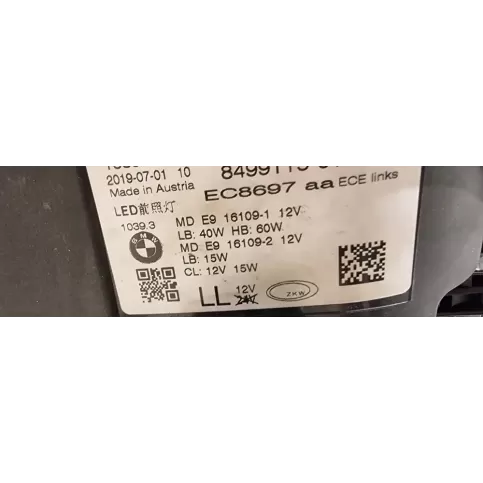 2019-07-01 10
Made in Austria
8499115
EC8697 aa ECE links
LED前照灯
1039.3
BMW
MD E9 16109-1 12V
LB: 40W HB: 60W
MD E9 16109-2 12V
LB: 15W
CL: 12V 15W
LL 12V
24V
ZKW